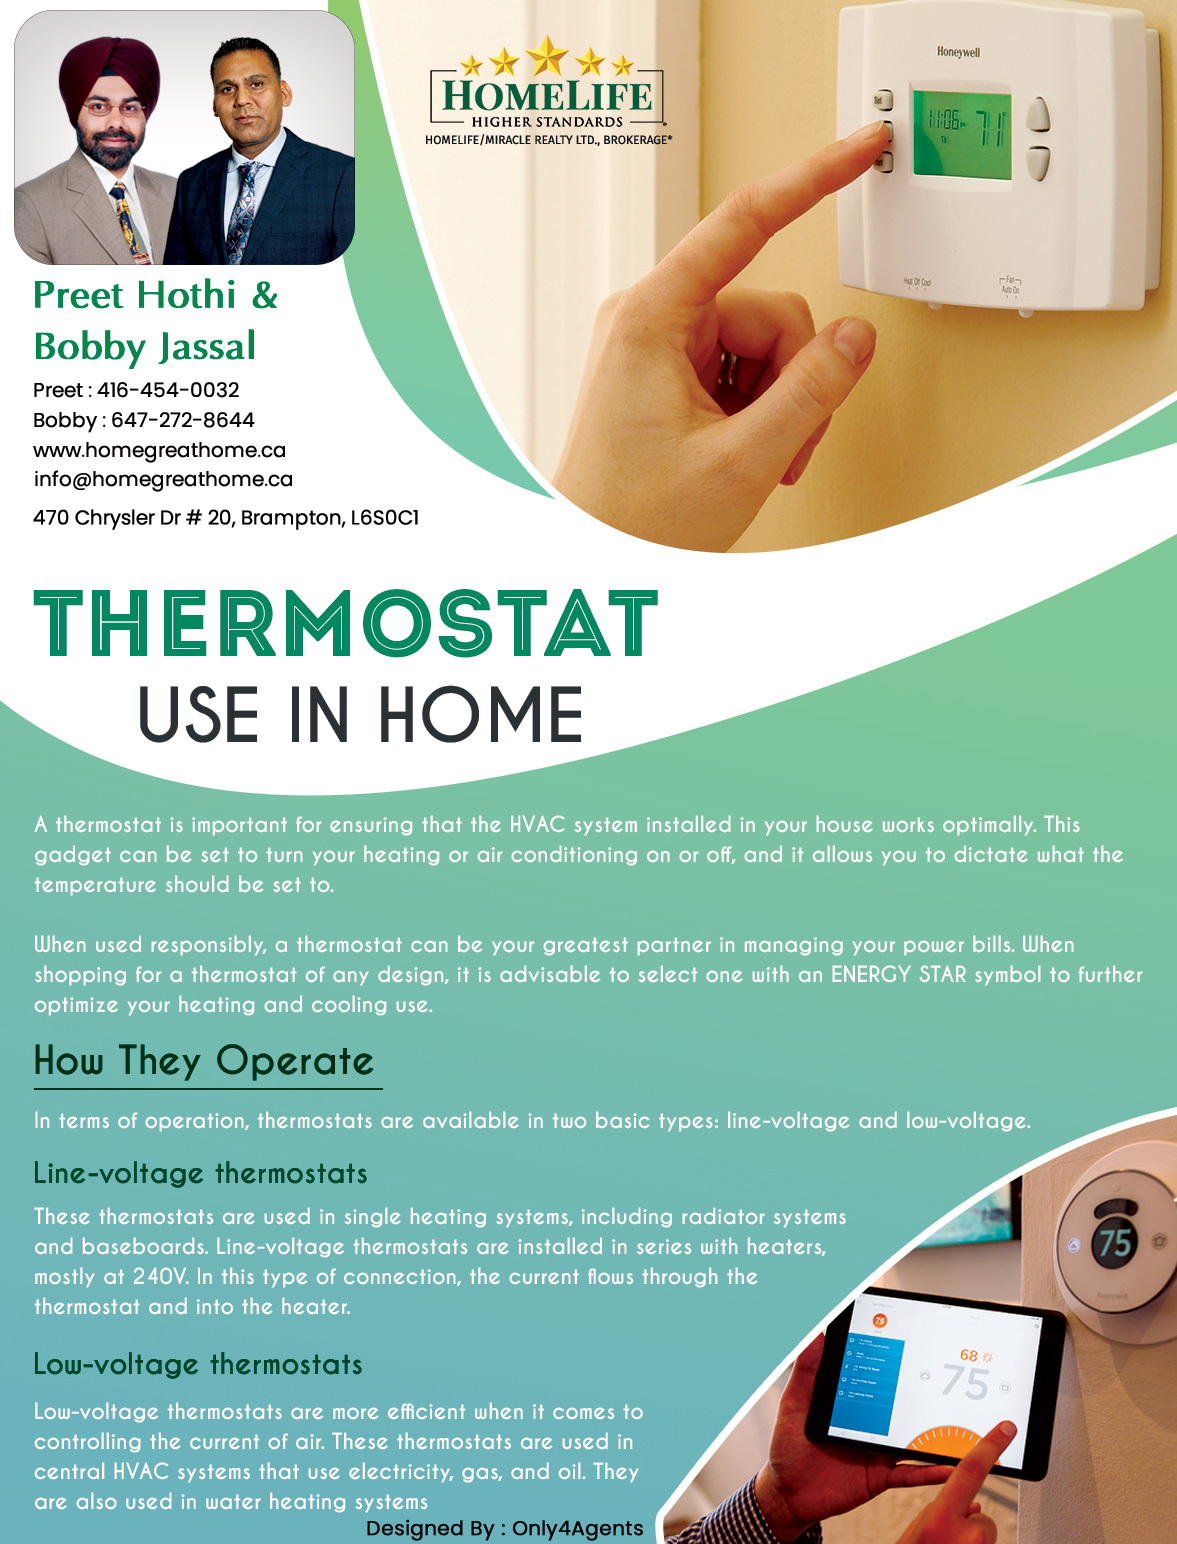 HOMELIFE
HIGHER STANDARDS
HOMELIFE/MIRACLE REALTY LTD., BROKERAGE*
Honeywell
Set
11:06
71°
Heat Off Cool
Fan
Auto On
Preet Hothi &
Bobby Jassal
Preet : 416-454-0032
Bobby : 647-272-8644
www.homegreathome.ca
info@homegreathome.ca
470 Chrysler Dr # 20, Brampton, L6S0C1
THERMOSTAT
USE IN HOME
A thermostat is important for ensuring that the HVAC system installed in your house works optimally. This
gadget can be set to turn your heating or air conditioning on or off, and it allows you to dictate what the
temperature should be set to.
When used responsibly, a thermostat can be your greatest partner in managing your power bills. When
shopping for a thermostat of any design, it is advisable to select one with an ENERGY STAR symbol to further
optimize your heating and cooling use.
How They Operate
In terms of operation, thermostats are available in two basic types: line-voltage and low-voltage.
Line-voltage thermostats
These thermostats are used in single heating systems, including radiator systems
and baseboards. Line-voltage thermostats are installed in series with heaters,
mostly at 240V. In this type of connection, the current flows through the
thermostat and into the heater.
Low-voltage thermostats
Low-voltage thermostats are more efficient when it comes to
controlling the current of air. These thermostats are used in
central HVAC systems that use electricity, gas, and oil. They
are also used in water heating systems
75
Honeywell
75
68
75
Designed By : Only4Agents